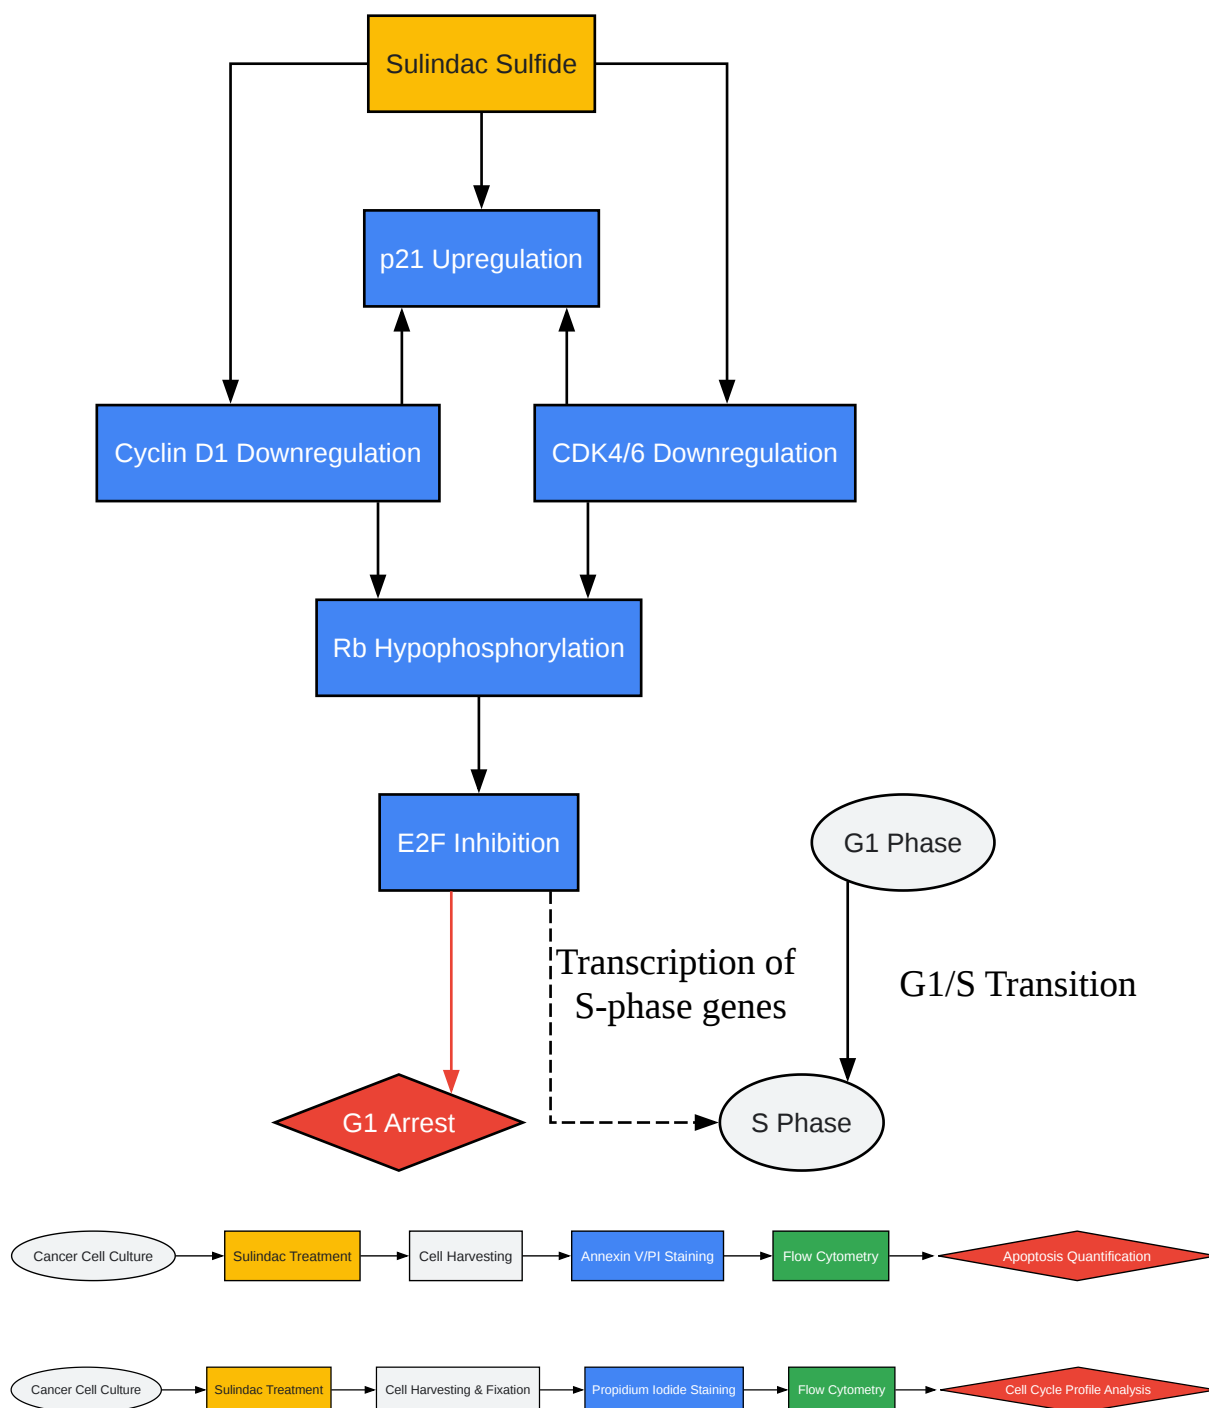 Sulindac Sulfide
p21 Upregulation
Cyclin D1 Downregulation
CDK4/6 Downregulation
Rb Hypophosphorylation
E2F Inhibition
G1 Phase
Transcription of
S-phase genes
G1/S Transition
G1 Arrest
S Phase
Cancer Cell Culture
Sulindac Treatment
Cell Harvesting
Annexin V/PI Staining
Flow Cytometry
Apoptosis Quantification
Cancer Cell Culture
Sulindac Treatment
Cell Harvesting & Fixation
Propidium Iodide Staining
Flow Cytometry
Cell Cycle Profile Analysis